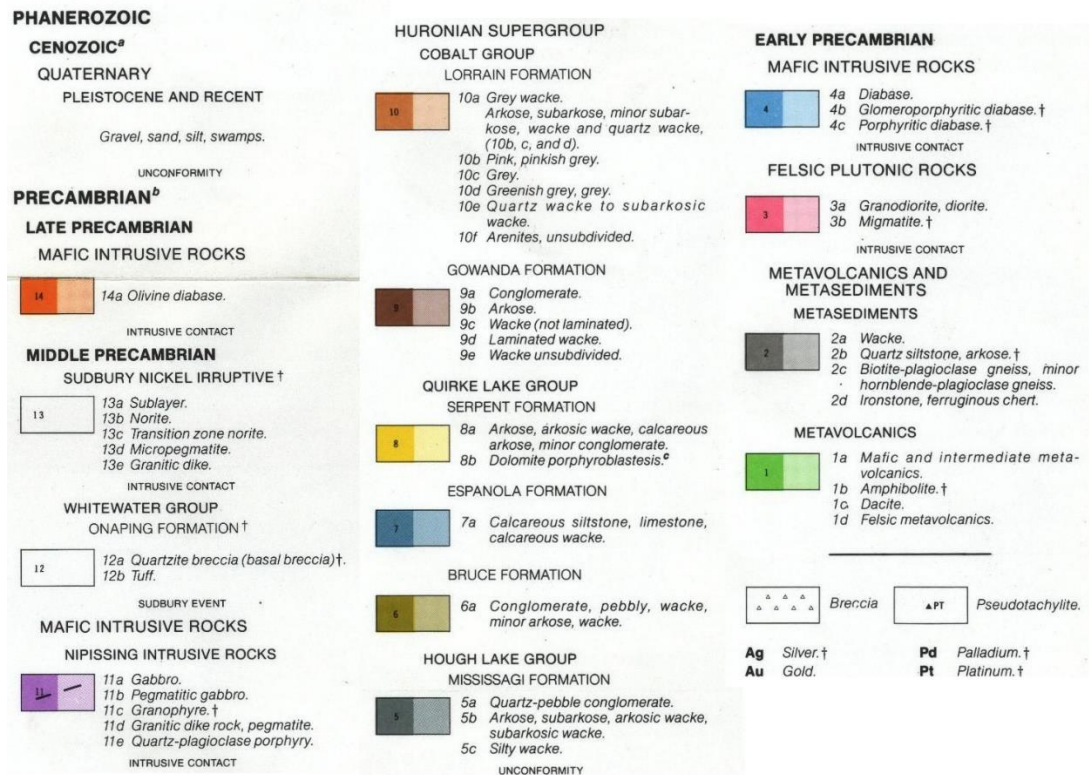 PHANEROZOIC
CENOZOICᵃ
QUATERNARY
PLEISTOCENE AND RECENT
Gravel, sand, silt, swamps.
UNCONFORMITY
PRECAMBRIANᵇ
LATE PRECAMBRIAN
MAFIC INTRUSIVE ROCKS
14
14a Olivine diabase.
INTRUSIVE CONTACT
MIDDLE PRECAMBRIAN
SUDBURY NICKEL IRRUPTIVE†
13
13a Sublayer.
13b Norite.
13c Transition zone norite.
13d Micropegmatite.
13e Granitic dike.
INTRUSIVE CONTACT
WHITEWATER GROUP
ONAPING FORMATION†
12
12a Quartzite breccia (basal breccia)†.
12b Tuff.
SUDBURY EVENT
MAFIC INTRUSIVE ROCKS
NIPISSING INTRUSIVE ROCKS
11
11a Gabbro.
11b Pegmatitic gabbro.
11c Granophyre.†
11d Granitic dike rock, pegmatite.
11e Quartz-plagioclase porphyry.
INTRUSIVE CONTACT
HURONIAN SUPERGROUP
COBALT GROUP
LORRAIN FORMATION
10
10a Grey wacke.
Arkose, subarkose, minor subar-
kose, wacke and quartz wacke,
(10b, c, and d).
10b Pink, pinkish grey.
10c Grey.
10d Greenish grey, grey.
10e Quartz wacke to subarkosic
wacke.
10f Arenites, unsubdivided.
GOWANDA FORMATION
9
9a Conglomerate.
9b Arkose.
9c Wacke (not laminated).
9d Laminated wacke.
9e Wacke unsubdivided.
QUIRKE LAKE GROUP
SERPENT FORMATION
8
8a Arkose, arkosic wacke, calcareous
arkose, minor conglomerate.
8b Dolomite porphyroblastesis.ᶜ
ESPANOLA FORMATION
7
7a Calcareous siltstone, limestone,
calcareous wacke.
BRUCE FORMATION
6
6a Conglomerate, pebbly, wacke,
minor arkose, wacke.
HOUGH LAKE GROUP
MISSISSAGI FORMATION
5
5a Quartz-pebble conglomerate.
5b Arkose, subarkose, arkosic wacke,
subarkosic wacke.
5c Silty wacke.
UNCONFORMITY
EARLY PRECAMBRIAN
MAFIC INTRUSIVE ROCKS
4
4a Diabase.
4b Glomeroporphyritic diabase.†
4c Porphyritic diabase.†
INTRUSIVE CONTACT
FELSIC PLUTONIC ROCKS
3
3a Granodiorite, diorite.
3b Migmatite.†
INTRUSIVE CONTACT
METAVOLCANICS AND
METASEDIMENTS
METASEDIMENTS
2
2a Wacke.
2b Quartz siltstone, arkose.†
2c Biotite-plagioclase gneiss, minor
hornblende-plagioclase gneiss.
2d Ironstone, ferruginous chert.
METAVOLCANICS
1
1a Mafic and intermediate meta-
volcanics.
1b Amphibolite.†
1c Dacite.
1d Felsic metavolcanics.
Breccia
PT Pseudotachylite.
Ag Silver.† Pd Palladium.†
Au Gold. Pt Platinum.†